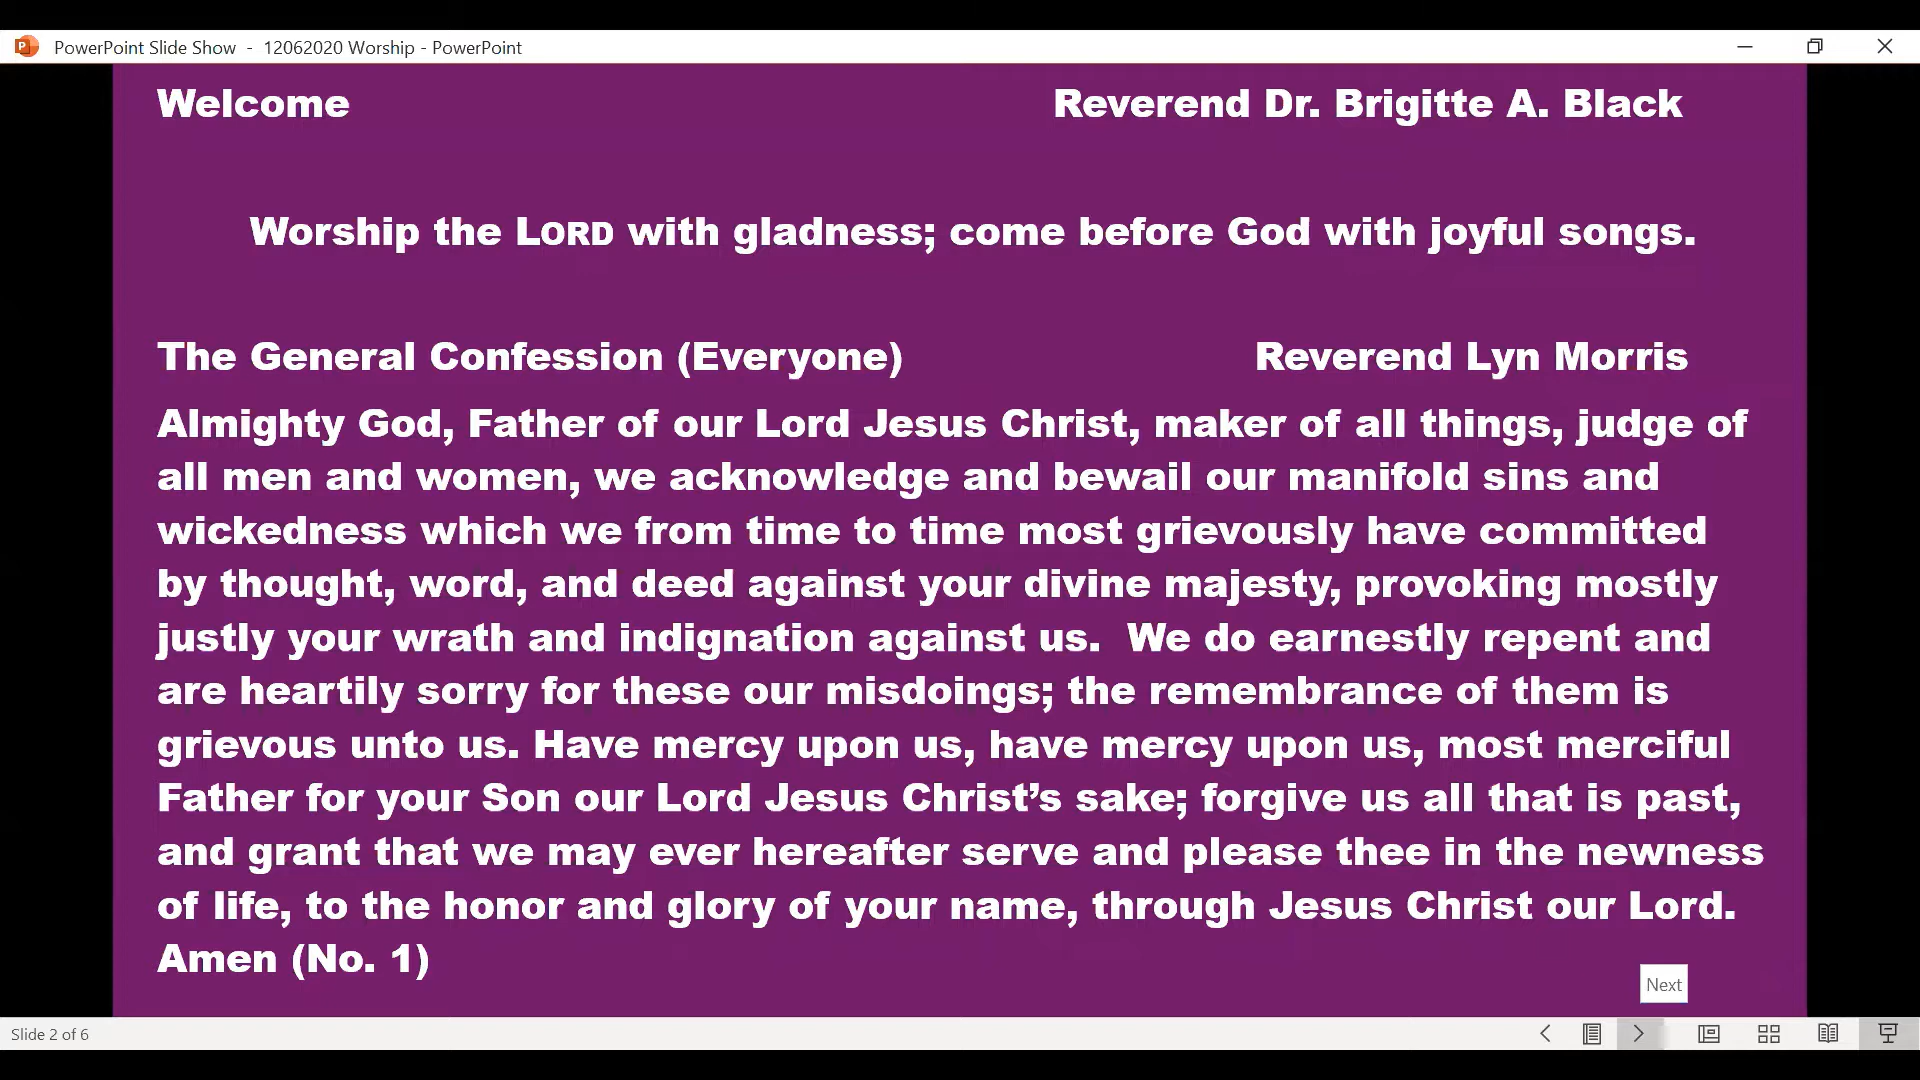 PowerPoint Slide Show - 12062020 Worship - PowerPoint
Welcome Reverend Dr. Brigitte A. Black
Worship the LORD with gladness; come before God with joyful songs.
The General Confession (Everyone) Reverend Lyn Morris
Almighty God, Father of our Lord Jesus Christ, maker of all things, judge of
all men and women, we acknowledge and bewail our manifold sins and
wickedness which we from time to time most grievously have committed
by thought, word, and deed against your divine majesty, provoking mostly
justly your wrath and indignation against us.  We do earnestly repent and
are heartily sorry for these our misdoings; the remembrance of them is
grievous unto us. Have mercy upon us, have mercy upon us, most merciful
Father for your Son our Lord Jesus Christ’s sake; forgive us all that is past,
and grant that we may ever hereafter serve and please thee in the newness
of life, to the honor and glory of your name, through Jesus Christ our Lord.
Amen (No. 1)
Next
Slide 2 of 6